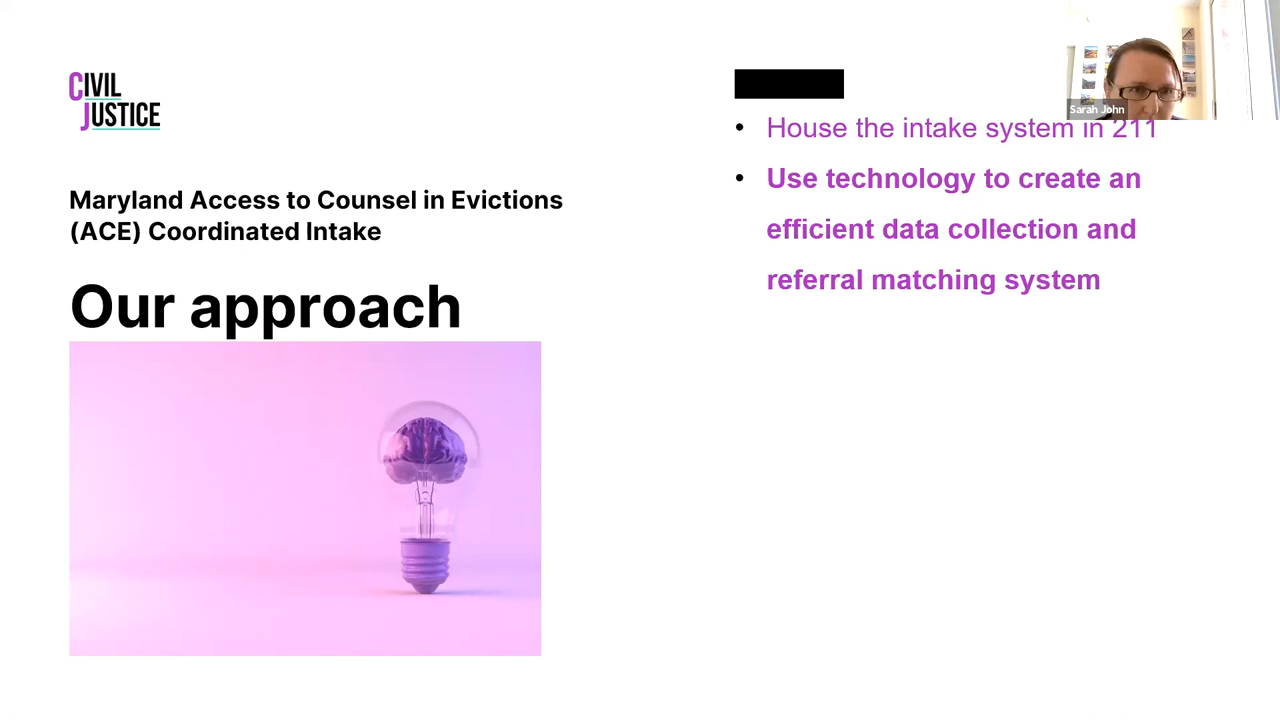 CIVIL
JUSTICE
Maryland Access to Counsel in Evictions
(ACE) Coordinated Intake
Our approach
Sarah John
• House the intake system in 211
• Use technology to create an
efficient data collection and
referral matching system